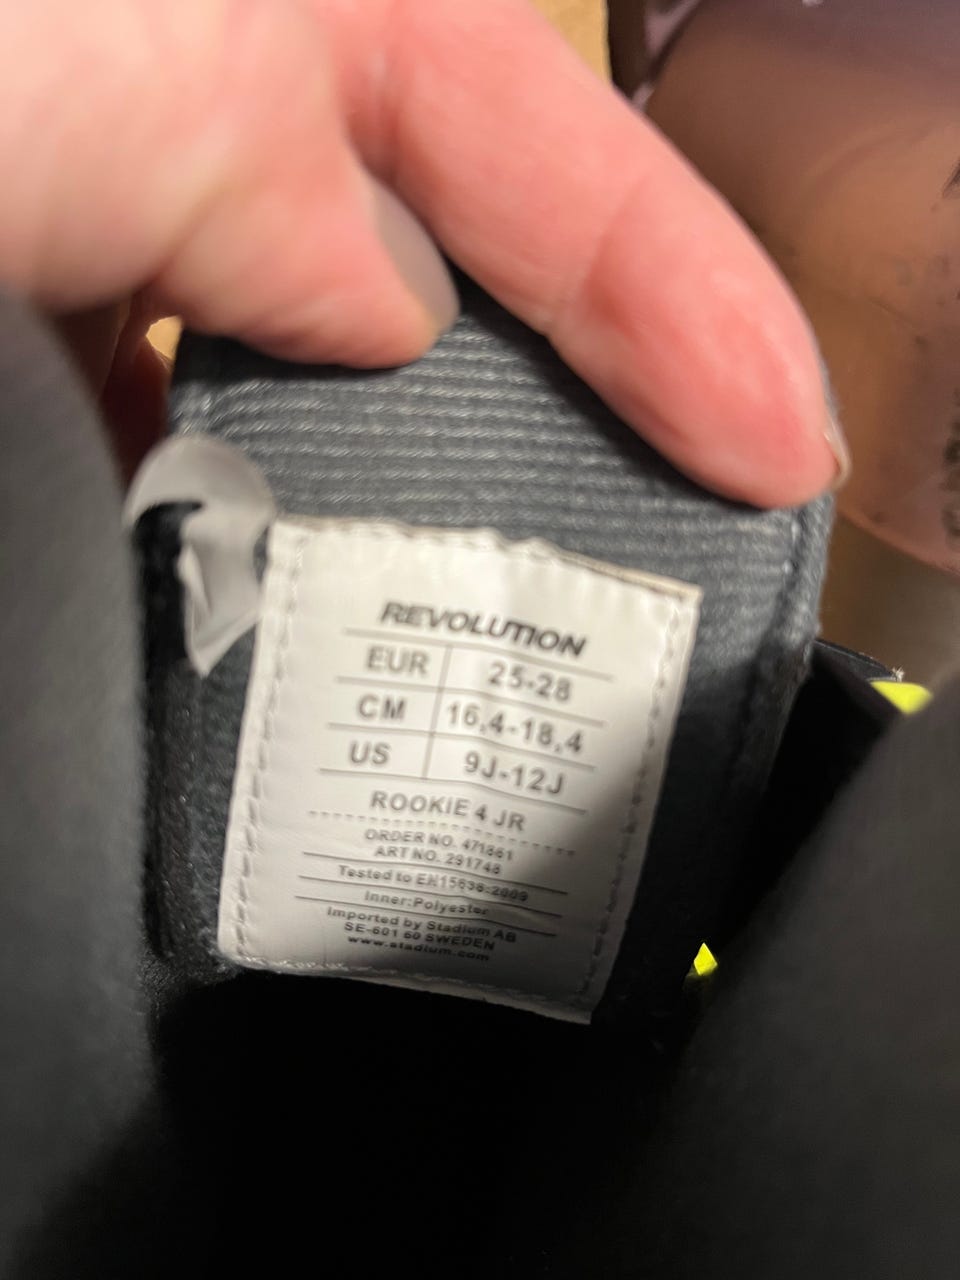 REVOLUTION
EUR 25-28
CM 16,4-18,4
US 9J-12J
ROOKIE 4 JR
ORDER NO. 471861
ART NO. 291748
Tested to EN15638:2009
Inner:Polyester
Imported by Stadium AB
SE-601 60 SWEDEN
www.stadium.com